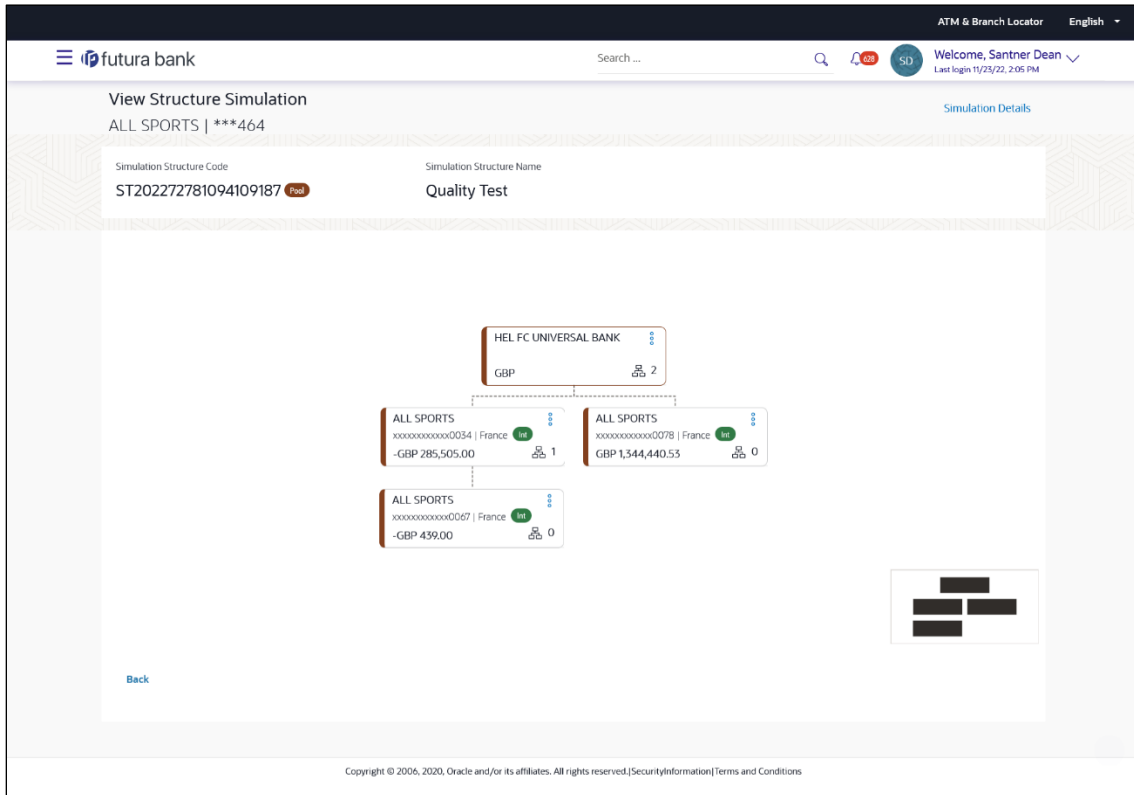 ATM & Branch Locator English
futura bank
Search ...
628
SD
Welcome, Santner Dean
Last login 11/23/22, 2:05 PM
View Structure Simulation
ALL SPORTS | ***464
Simulation Details
Simulation Structure Code
ST202272781094109187 Pool
Simulation Structure Name
Quality Test
HEL FC UNIVERSAL BANK
GBP 2
ALL SPORTS
xxxxxxxxxxxx0034 | France Int
-GBP 285,505.00 1
ALL SPORTS
xxxxxxxxxxxx0078 | France Int
GBP 1,344,440.53 0
ALL SPORTS
xxxxxxxxxxxx0067 | France Int
-GBP 439.00 0
Back
Copyright © 2006, 2020, Oracle and/or its affiliates. All rights reserved.|SecurityInformation|Terms and Conditions